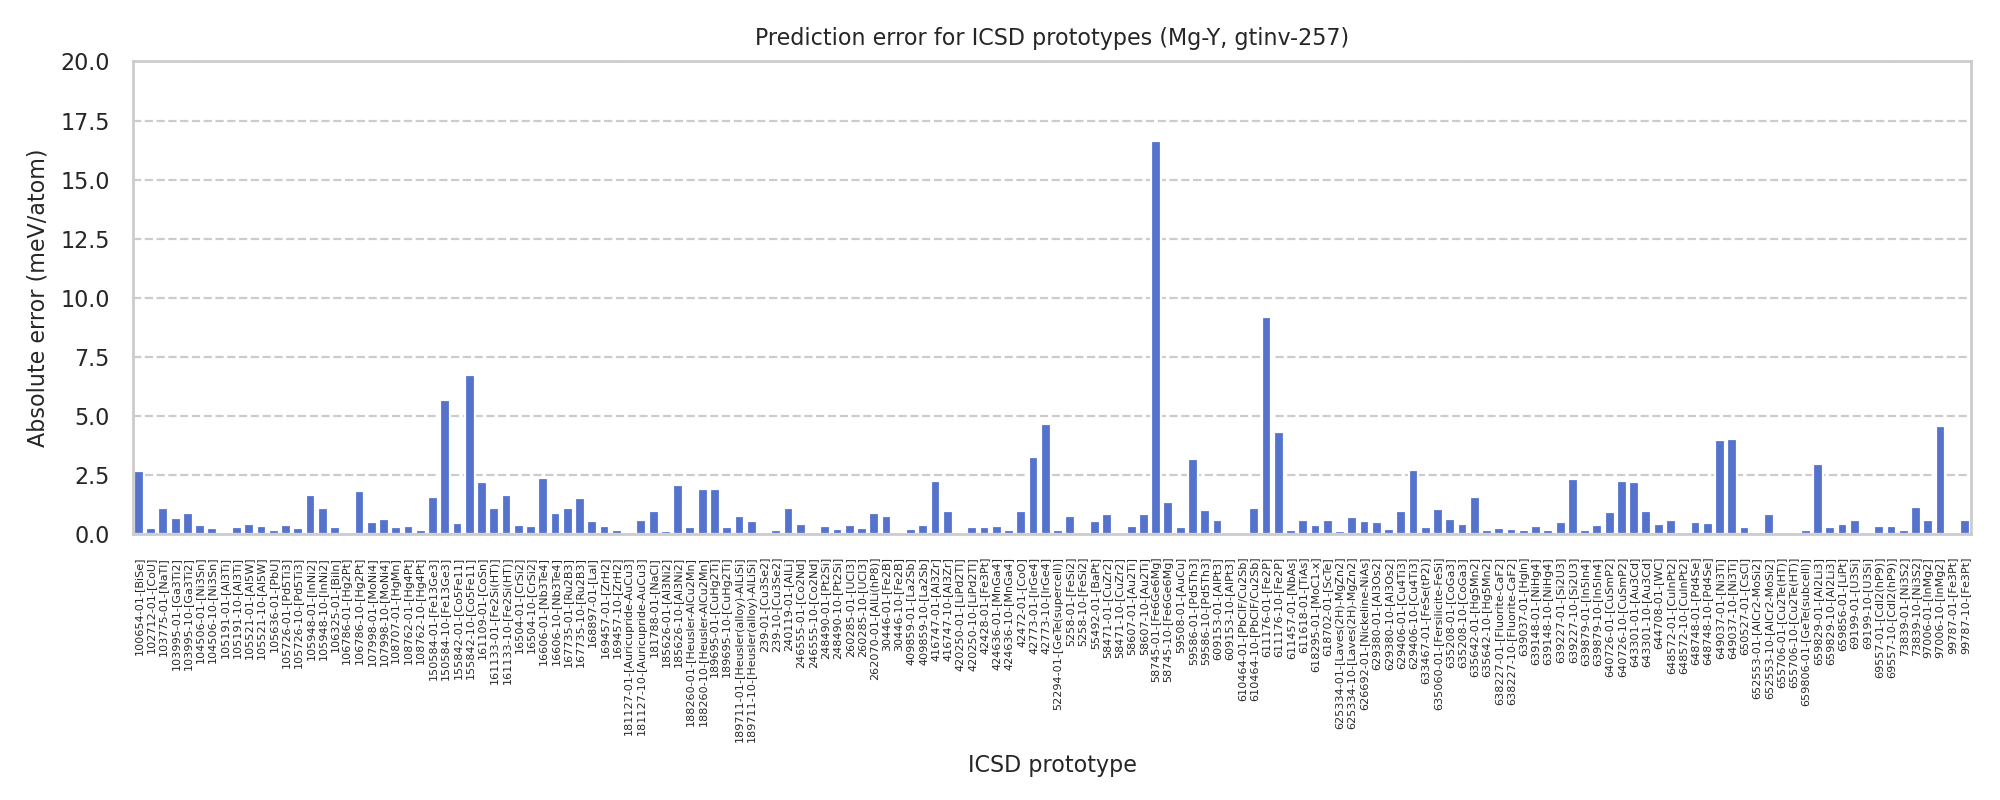 Prediction error for ICSD prototypes (Mg-Y, gtinv-257)
Absolute error (meV/atom)
20.0
17.5
15.0
12.5
10.0
7.5
5.0
2.5
0.0
100654-01-[BiSe]
102712-01-[CoU]
103775-01-[NaTl]
103995-01-[Ga3Ti2]
103995-10-[Ga3Ti2]
104506-01-[Ni3Sn]
104506-10-[Ni3Sn]
105191-01-[Al3Ti]
105191-10-[Al3Ti]
105521-01-[Al5W]
105521-10-[Al5W]
105636-01-[PbU]
105726-01-[Pd5Ti3]
105726-10-[Pd5Ti3]
105948-01-[InNi2]
105948-10-[InNi2]
106325-01-[BiIn]
106786-01-[Hg2Pt]
106786-10-[Hg2Pt]
107998-01-[MoNi4]
107998-10-[MoNi4]
108707-01-[HgMn]
108762-01-[Hg4Pt]
108762-10-[Hg4Pt]
150584-01-[Fe13Ge3]
150584-10-[Fe13Ge3]
155842-01-[Co5Fe11]
155842-10-[Co5Fe11]
161109-01-[CoSn]
161133-01-[Fe2Si(HT)]
161133-10-[Fe2Si(HT)]
16504-01-[CrSi2]
16504-10-[CrSi2]
16606-01-[Nb3Te4]
16606-10-[Nb3Te4]
167735-01-[Ru2B3]
167735-10-[Ru2B3]
168897-01-[LaI]
169457-01-[ZrH2]
169457-10-[ZrH2]
181127-01-[Auricupride-AuCu3]
181127-10-[Auricupride-AuCu3]
181788-01-[NaCl]
185626-01-[Al3Ni2]
185626-10-[Al3Ni2]
188260-01-[Heusler-AlCu2Mn]
188260-10-[Heusler-AlCu2Mn]
189695-01-[CuHg2Ti]
189695-10-[CuHg2Ti]
189711-01-[Heusler(alloy)-AlLiSi]
189711-10-[Heusler(alloy)-AlLiSi]
239-01-[Cu3Se2]
239-10-[Cu3Se2]
240119-01-[AlLi]
246555-01-[Co2Nd]
246555-10-[Co2Nd]
248490-01-[Pt2Si]
248490-10-[Pt2Si]
260285-01-[UCl3]
260285-10-[UCl3]
262070-01-[AlLi(hP8)]
30446-01-[Fe2B]
30446-10-[Fe2B]
409859-01-[La2Sb]
409859-10-[La2Sb]
416747-01-[Al3Zr]
416747-10-[Al3Zr]
420250-01-[LiPd2Tl]
420250-10-[LiPd2Tl]
42428-01-[Fe3Pt]
424636-01-[MnGa4]
424636-10-[MnGa4]
42472-01-[CoO]
42773-01-[IrGe4]
42773-10-[IrGe4]
52294-01-[GeTe(supercell)]
5258-01-[FeSi2]
5258-10-[FeSi2]
55492-01-[BaPt]
58471-01-[CuZr2]
58471-10-[CuZr2]
58607-01-[Au2Ti]
58607-10-[Au2Ti]
58745-01-[Fe6Ge6Mg]
58745-10-[Fe6Ge6Mg]
59508-01-[AuCu]
59586-01-[Pd5Th3]
59586-10-[Pd5Th3]
609153-01-[AlPt3]
609153-10-[AlPt3]
610464-01-[PbClF/Cu2Sb]
610464-10-[PbClF/Cu2Sb]
611176-01-[Fe2P]
611176-10-[Fe2P]
611457-01-[NbAs]
611618-01-[TiAs]
618295-01-[MoC1-x]
618702-01-[ScTe]
625334-01-[Laves(2H)-MgZn2]
625334-10-[Laves(2H)-MgZn2]
626692-01-[Nickeline-NiAs]
629380-01-[Al3Os2]
629380-10-[Al3Os2]
629406-01-[Cu4Ti3]
629406-10-[Cu4Ti3]
633467-01-[FeSe(tP2)]
635060-01-[Fersilicite-FeSi]
635208-01-[CoGa3]
635208-10-[CoGa3]
635642-01-[Hg5Mn2]
635642-10-[Hg5Mn2]
638227-01-[Fluorite-CaF2]
638227-10-[Fluorite-CaF2]
639037-01-[HgIn]
639148-01-[NiHg4]
639148-10-[NiHg4]
639227-01-[Si2U3]
639227-10-[Si2U3]
639879-01-[InSIn4]
639879-10-[InSIn4]
640726-01-[CuSmP2]
640726-10-[CuSmP2]
643301-01-[Au3Cd]
643301-10-[Au3Cd]
644708-01-[WC]
648572-01-[CuInPt2]
648572-10-[CuInPt2]
648748-01-[Pd4Se]
648748-10-[Pd4Se]
649037-01-[Ni3Ti]
649037-10-[Ni3Ti]
650527-01-[CsCl]
652553-01-[AlCr2-MoSi2]
652553-10-[AlCr2-MoSi2]
655706-01-[Cu2Te(HT)]
655706-10-[Cu2Te(HT)]
659806-01-[GeTe(supercell)]
659829-01-[Al2Li3]
659829-10-[Al2Li3]
659856-01-[LiPt]
69199-01-[U3Si]
69199-10-[U3Si]
69557-01-[CdI2(hP9)]
69557-10-[CdI2(hP9)]
73839-01-[Ni3S2]
73839-10-[Ni3S2]
97006-01-[InMg2]
97006-10-[InMg2]
99787-01-[Fe3Pt]
99787-10-[Fe3Pt]
ICSD prototype